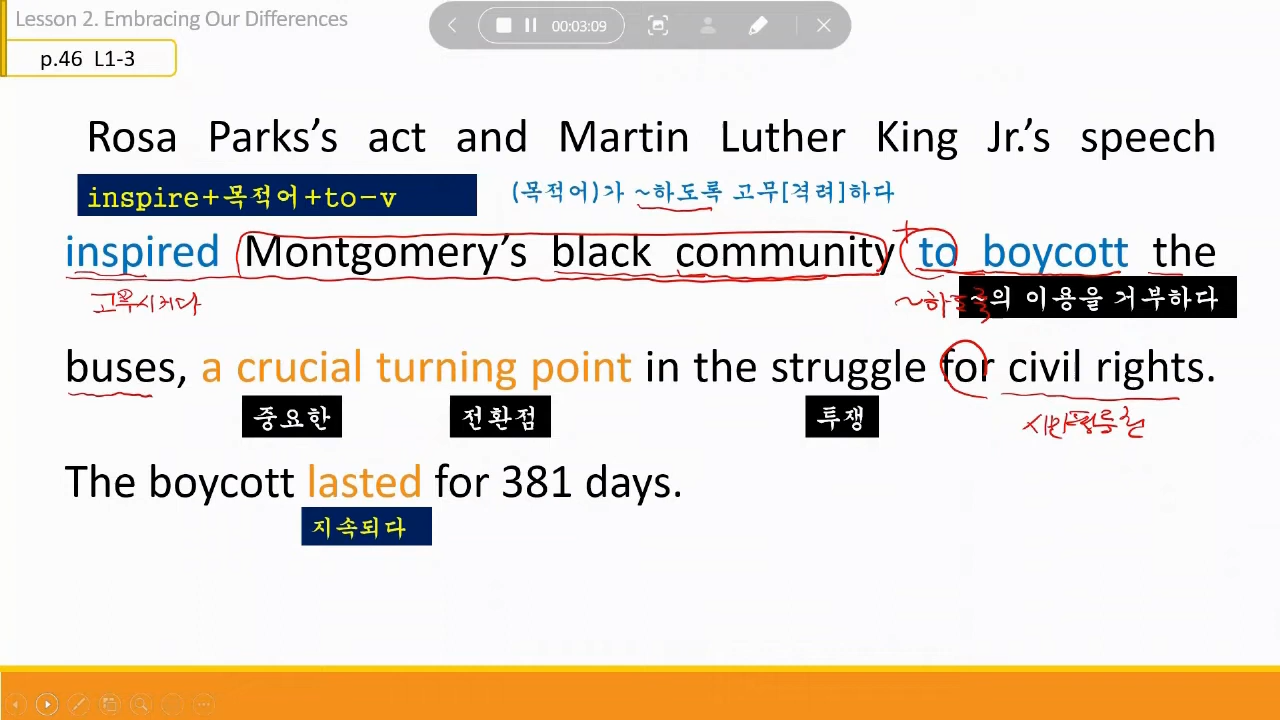 Lesson 2. Embracing Our Differences
00:03:09
p.46 L1-3
Rosa Parks's act and Martin Luther King Jr.'s speech
inspire+목적어+to-v (목적어)가 ~하도록 고무[격려]하다
inspired Montgomery's black community to boycott the
고무시키다 ~하도록 ~의 이용을 거부하다
buses, a crucial turning point in the struggle for civil rights.
중요한 전환점 투쟁 시민평등권
The boycott lasted for 381 days.
지속되다